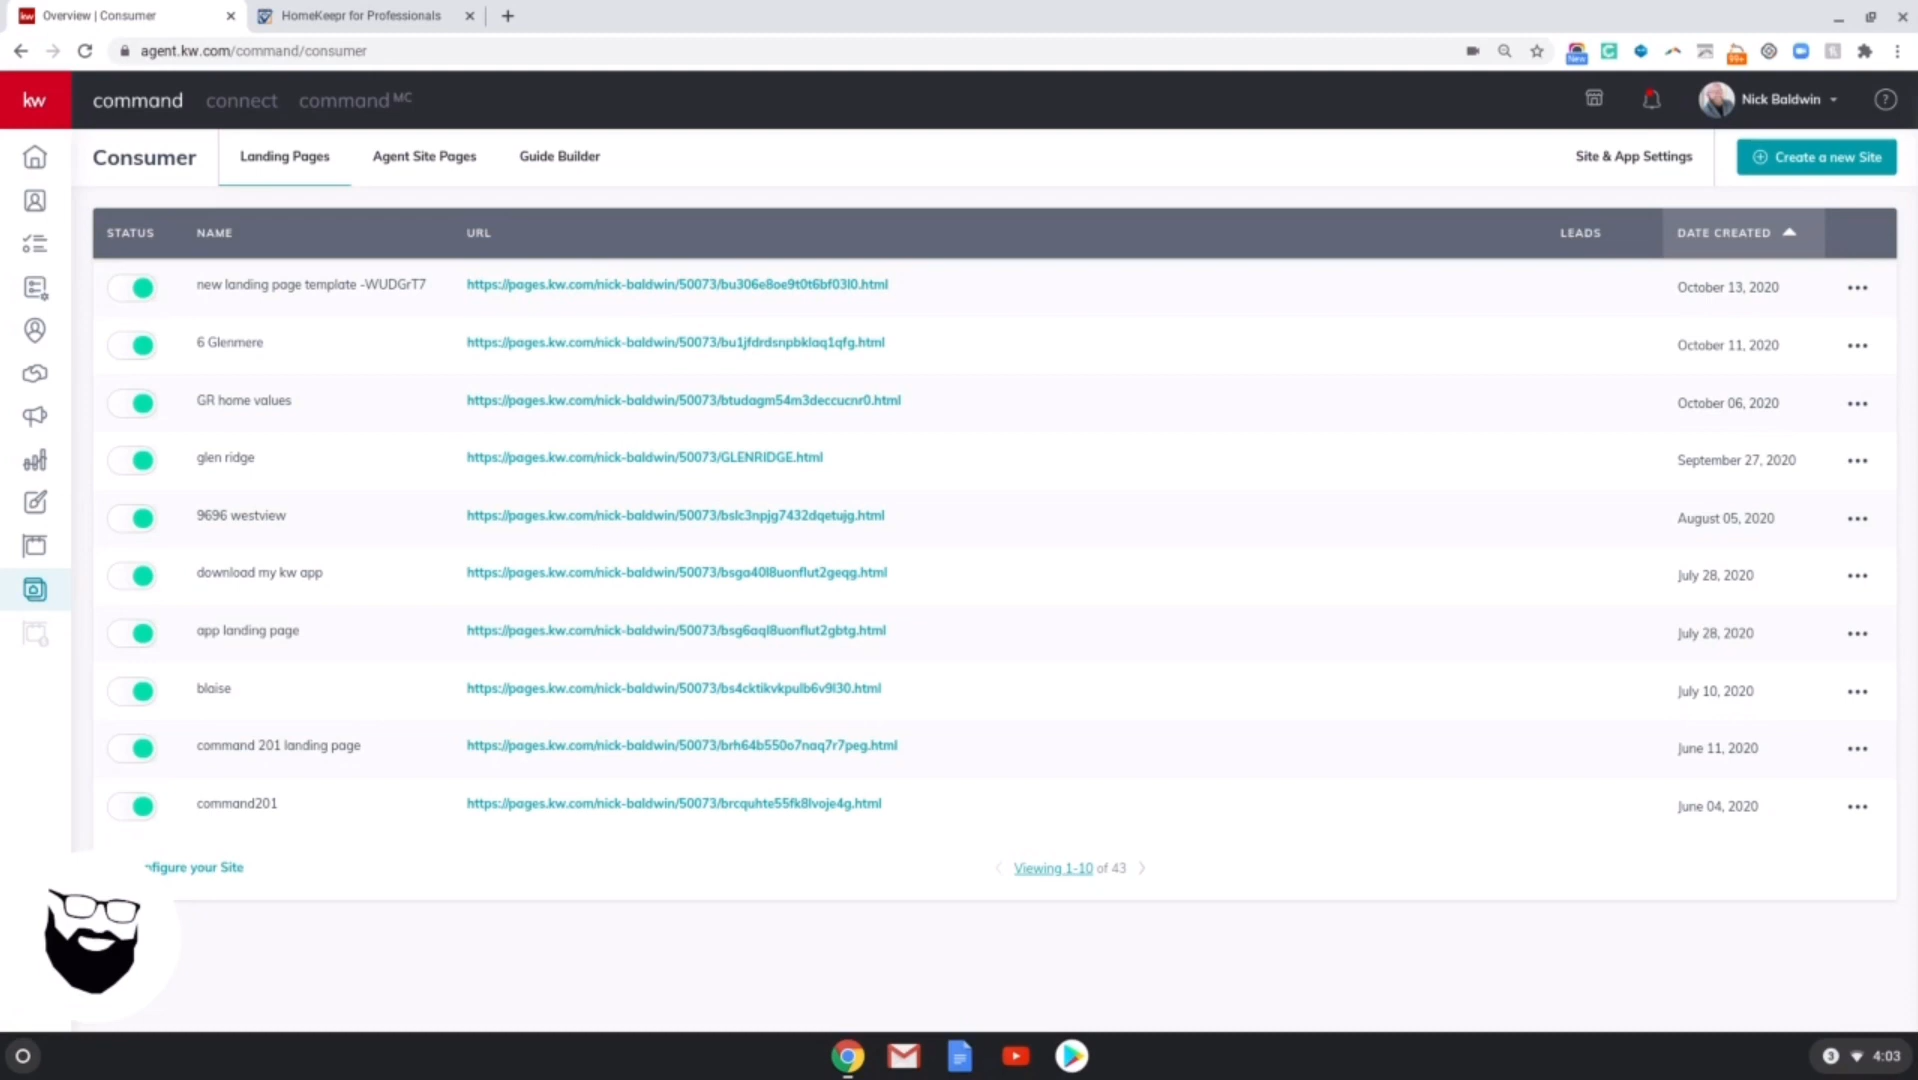 Overview | Consumer
HomeKeepr for Professionals
agent.kw.com/command/consumer
New
99+
kw
command connect command MC
Nick Baldwin
?
Consumer Landing Pages Agent Site Pages Guide Builder
Site & App Settings
Create a new Site
STATUS NAME URL LEADS DATE CREATED
new landing page template -WUDGrT7 https://pages.kw.com/nick-baldwin/50073/bu306e8oe9t0t6bf03l0.html October 13, 2020
6 Glenmere https://pages.kw.com/nick-baldwin/50073/bu1jfdrdsnpbklaq1qfg.html October 11, 2020
GR home values https://pages.kw.com/nick-baldwin/50073/btudagm54m3deccucnr0.html October 06, 2020
glen ridge https://pages.kw.com/nick-baldwin/50073/GLENRIDGE.html September 27, 2020
9696 westview https://pages.kw.com/nick-baldwin/50073/bslc3npjg7432dqetujg.html August 05, 2020
download my kw app https://pages.kw.com/nick-baldwin/50073/bsga40l8uonflut2geqg.html July 28, 2020
app landing page https://pages.kw.com/nick-baldwin/50073/bsg6aql8uonflut2gbtg.html July 28, 2020
blaise https://pages.kw.com/nick-baldwin/50073/bs4cktikvkpulb6v9l30.html July 10, 2020
command 201 landing page https://pages.kw.com/nick-baldwin/50073/brh64b550o7naq7r7peg.html June 11, 2020
command201 https://pages.kw.com/nick-baldwin/50073/brcquhte55fk8lvoje4g.html June 04, 2020
nfigure your Site
Viewing 1-10 of 43
3 4:03